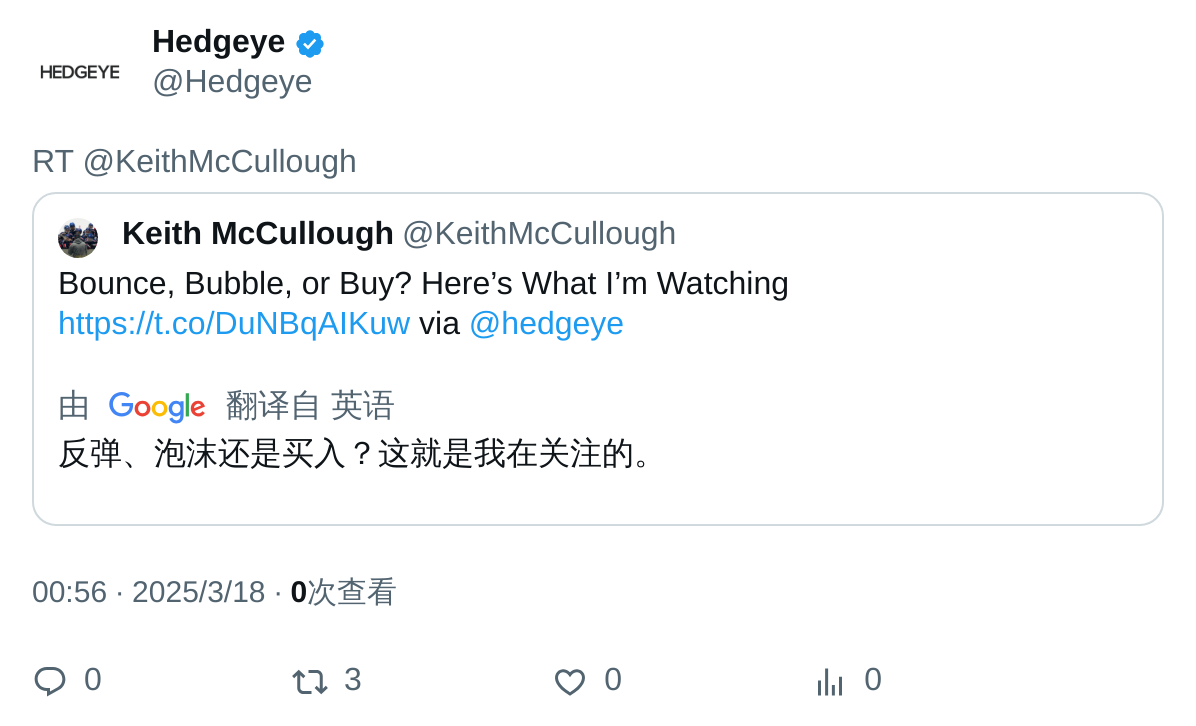 HEDGEYE
Hedgeye
@Hedgeye
RT @KeithMcCullough
Keith McCullough @KeithMcCullough
Bounce, Bubble, or Buy? Here’s What I’m Watching
https://t.co/DuNBqAIKuw via @hedgeye
由 Google 翻译自 英语
反弹、泡沫还是买入？这就是我在关注的。
00:56 · 2025/3/18 · 0次查看
0 3 0 0